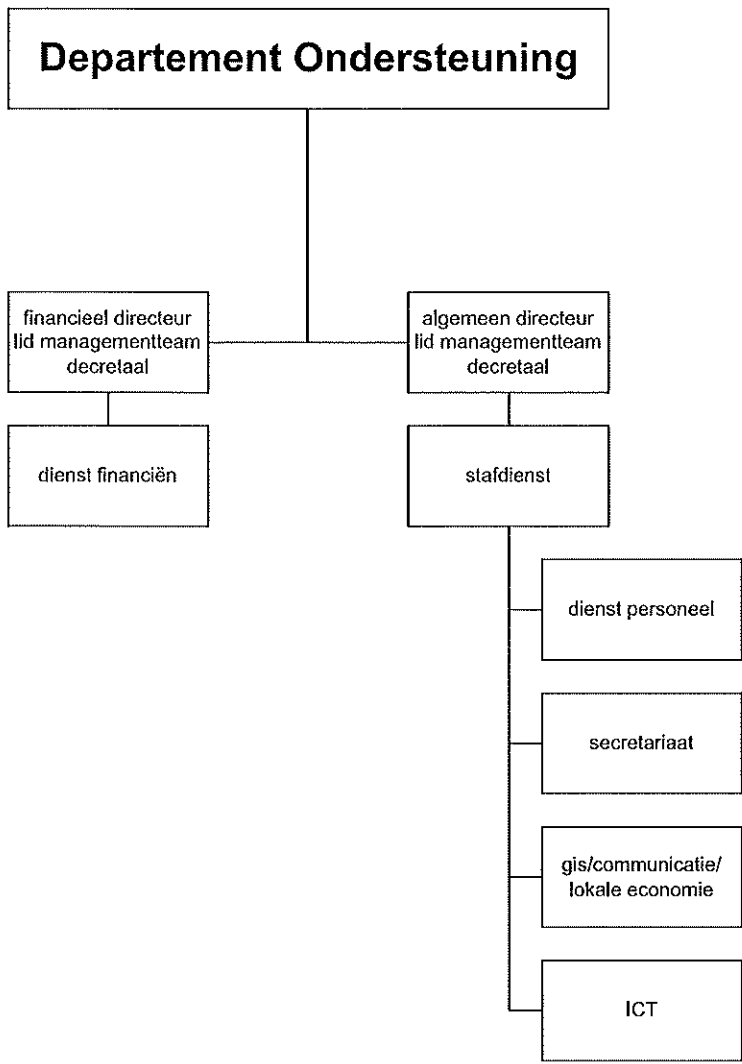 Departement Ondersteuning
financieel directeur
lid managementteam
decretaal
algemeen directeur
lid managementteam
decretaal
dienst financiën
stafdienst
dienst personeel
secretariaat
gis/communicatie/
lokale economie
ICT